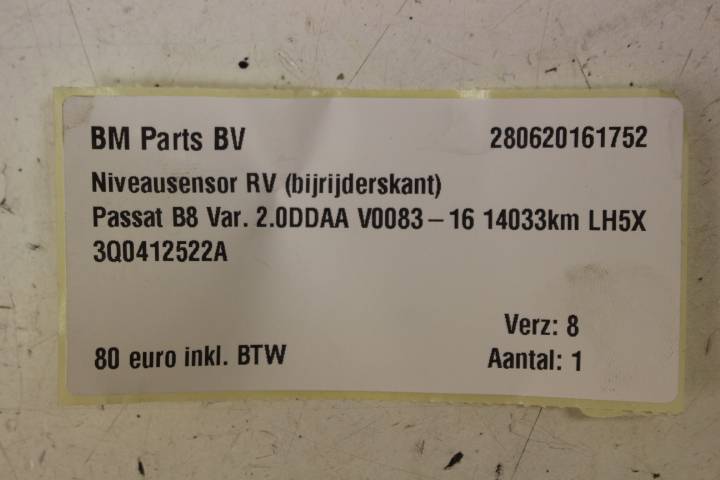 BM Parts BV 280620161752
Niveausensor RV (bijrijderskant)
Passat B8 Var. 2.0DDAA V0083-16 14033km LH5X
3Q0412522A
Verz: 8
80 euro inkl. BTW Aantal: 1